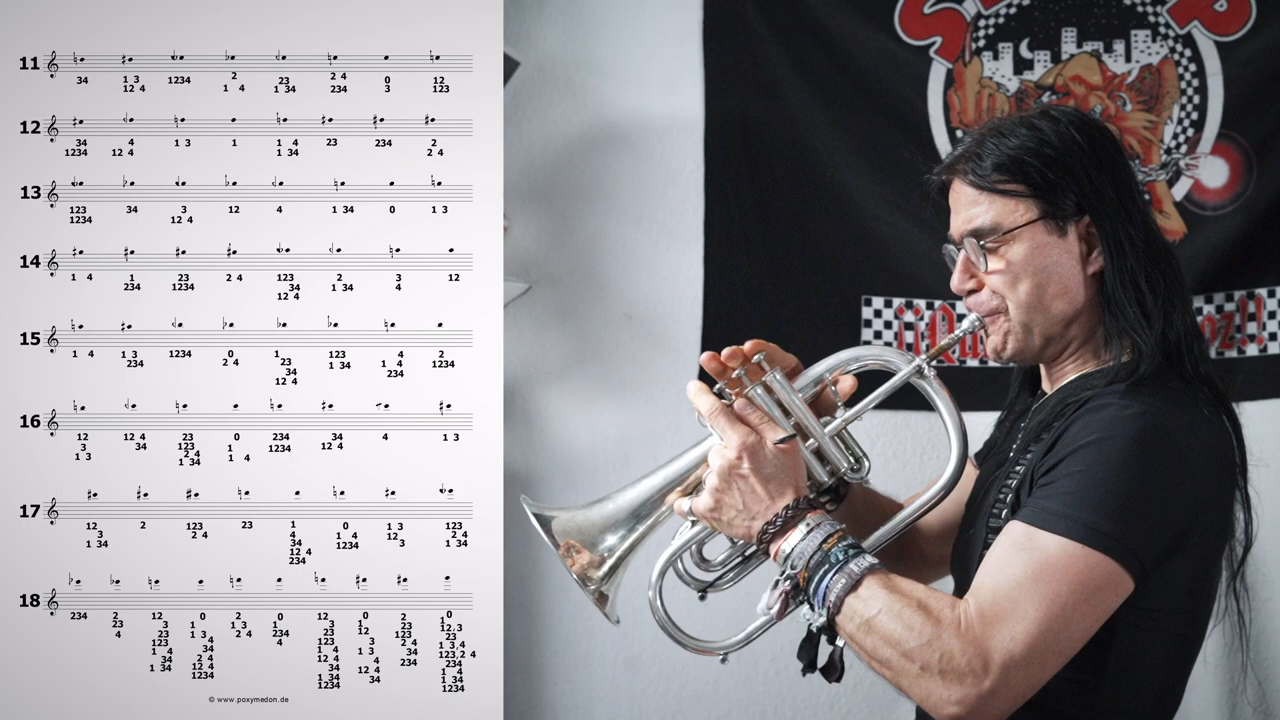 11
34 1 3 1234 2 23 2 4 0 12
12 4 1 4 1 34 234 3 123
12
34 4 1 3 1 1 4 23 234 2
1234 12 4 1 34 2 4
13
123 34 3 12 4 1 34 0 1 3
1234 12 4
14
1 4 1 23 2 4 123 2 3 12
234 1234 34 1 34 4
12 4
15
1 4 1 3 1234 0 1 123 4 2
234 2 4 23 1 34 1 4 1234
34 234
12 4
16
12 12 4 23 0 234 34 4 1 3
3 34 123 1 1234 12 4
1 3 2 4 1 4
1 34
17
12 2 123 23 1 0 1 3 123
3 2 4 4 1 4 12 2 4
1 34 34 1234 3 1 34
12 4
234
18
234 2 12 0 2 0 12 0 2 0
23 3 1 1 3 1 3 1 23 1
4 23 1 3 2 4 234 23 12 123 12,3
123 4 4 123 3 2 4 23
1 4 34 1 4 1 3 34 1 3,4
34 2 4 12 4 4 234 123,2 4
1 34 12 4 34 12 4 234
1234 1 34 34 1 4
1234 1 34
1234
© www.poxymedon.de